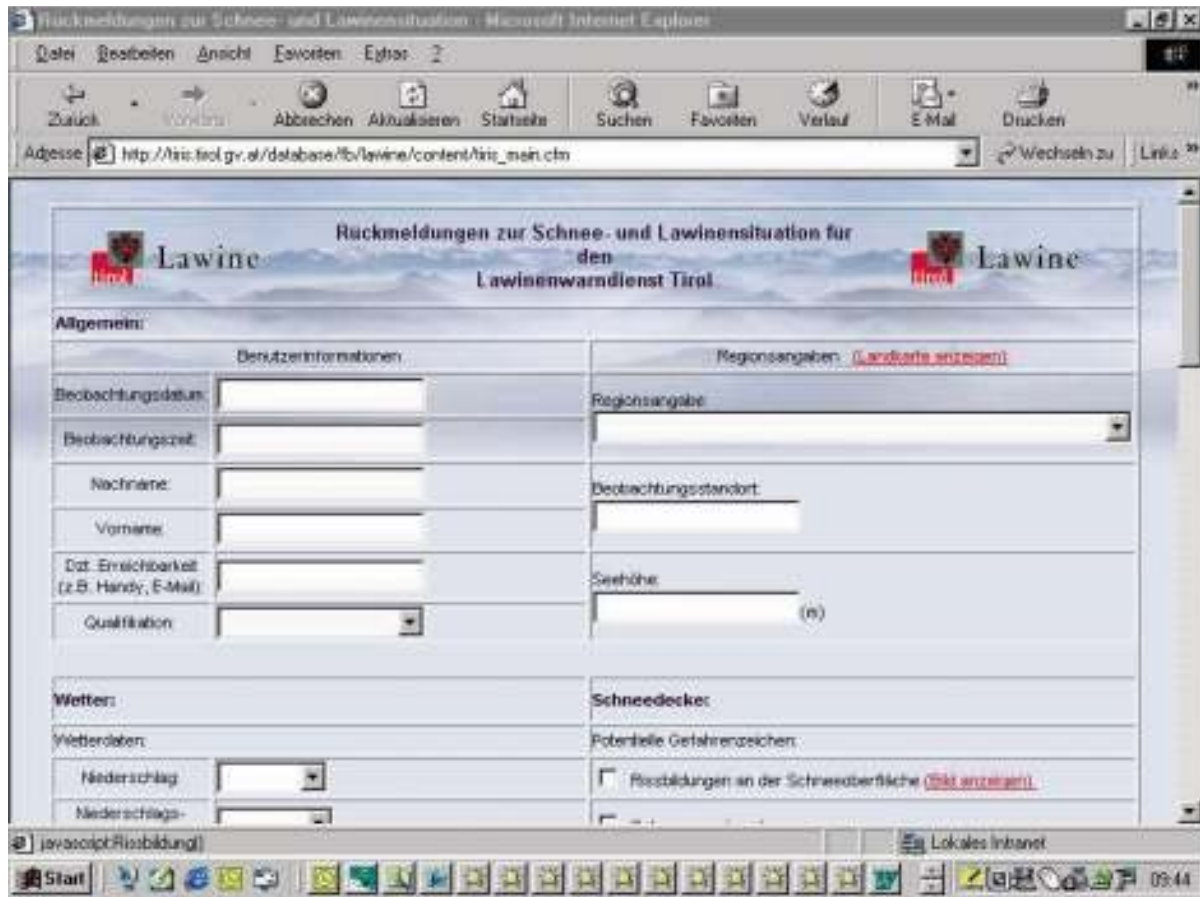 Rückmeldungen zur Schnee- und Lawinensituation - Microsoft Internet Explorer
Datei Bearbeiten Ansicht Favoriten Extras ?
Zurück Vorwärts Abbrechen Aktualisieren Startseite Suchen Favoriten Verlauf E-Mail Drucken
Adresse http://tiris.tirol.gv.at/database/fb/lawine/content/tiris_main.cfm Wechseln zu Links
Rückmeldungen zur Schnee- und Lawinensituation für
den
Lawinenwarndienst Tirol
tirol Lawine
tirol Lawine
Allgemein:
Benutzerinformationen
Regionsangaben (Landkarte anzeigen)
Beobachtungsdatum:
Regionsangabe:
Beobachtungszeit:
Nachname:
Beobachtungsstandort:
Vorname:
Dzt. Erreichbarkeit
(z.B. Handy, E-Mail):
Seehöhe:
(m)
Qualifikation:
Wetter:
Schneedecke:
Wetterdaten:
Potentielle Gefahrenzeichen:
Niederschlag:
Rissbildungen an der Schneeoberfläche (Bild anzeigen)
Niederschlags-
javascript:Rissbildung()
Lokales Intranet
Start
09:44